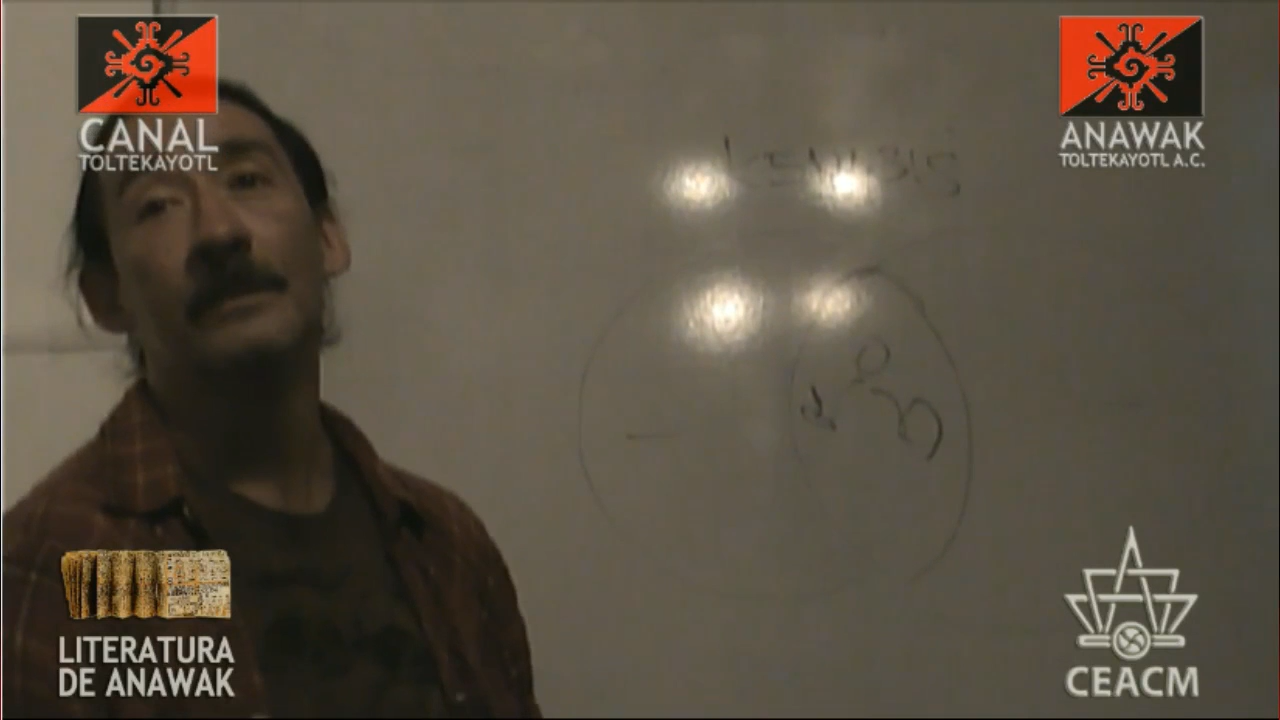 CANAL
TOLTEKAYOTL
ANAWAK
TOLTEKAYOTL A.C.
LITERATURA
DE ANAWAK
CEACM